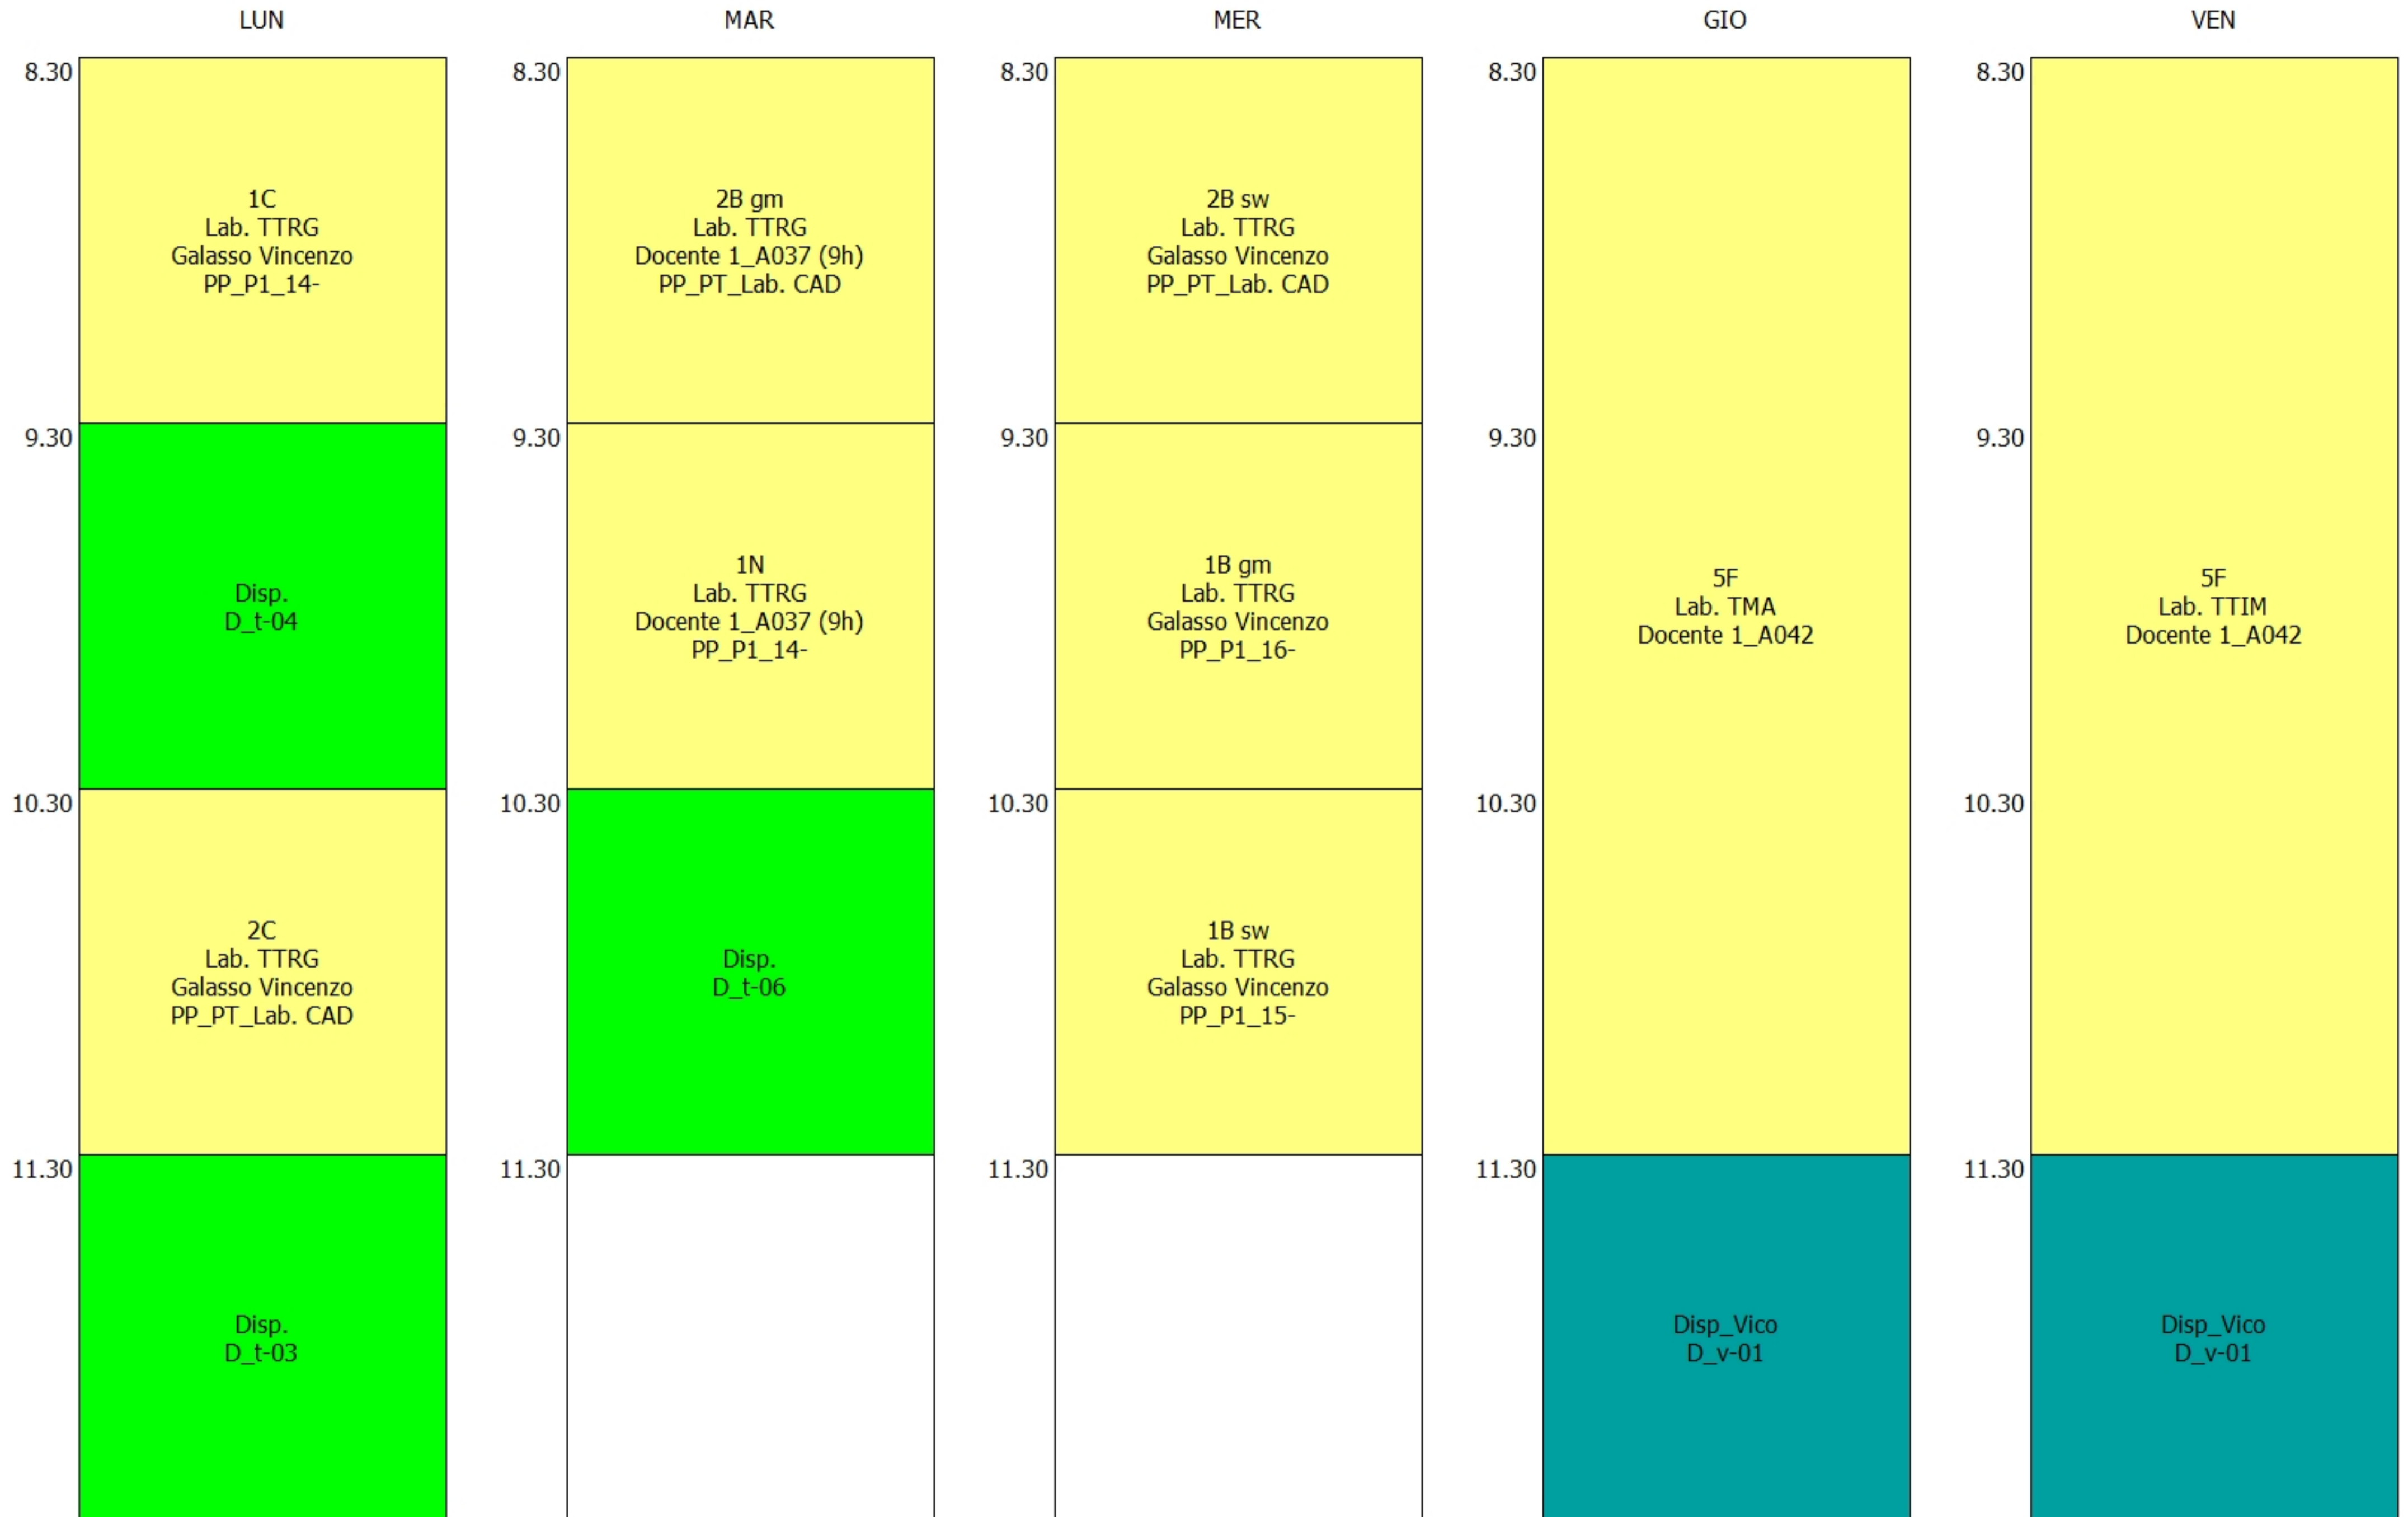 LUN
MAR
MER
GIO
VEN
8.30
1C
Lab. TTRG
Galasso Vincenzo
PP_P1_14-
9.30
Disp.
D_t-04
10.30
2C
Lab. TTRG
Galasso Vincenzo
PP_PT_Lab. CAD
11.30
Disp.
D_t-03
8.30
2B gm
Lab. TTRG
Docente 1_A037 (9h)
PP_PT_Lab. CAD
9.30
1N
Lab. TTRG
Docente 1_A037 (9h)
PP_P1_14-
10.30
Disp.
D_t-06
11.30
8.30
2B sw
Lab. TTRG
Galasso Vincenzo
PP_PT_Lab. CAD
9.30
1B gm
Lab. TTRG
Galasso Vincenzo
PP_P1_16-
10.30
1B sw
Lab. TTRG
Galasso Vincenzo
PP_P1_15-
11.30
8.30
9.30
5F
Lab. TMA
Docente 1_A042
10.30
11.30
Disp_Vico
D_v-01
8.30
9.30
5F
Lab. TTIM
Docente 1_A042
10.30
11.30
Disp_Vico
D_v-01